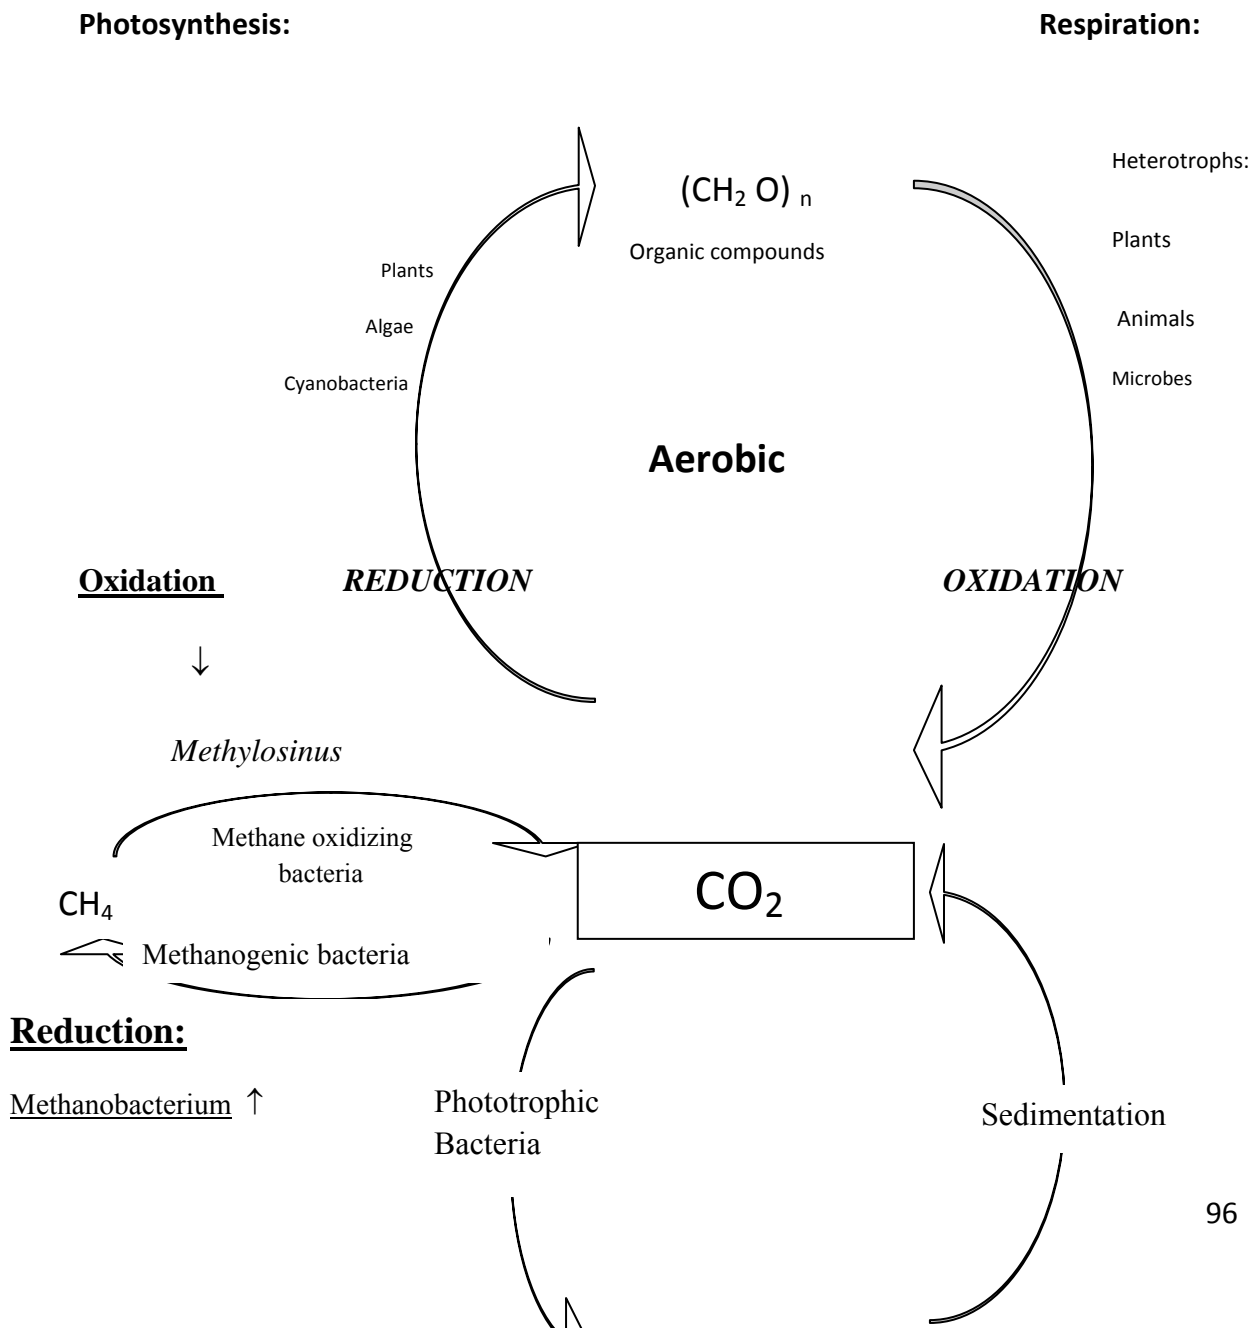 Photosynthesis:
Respiration:
Heterotrophs:
(CH₂ O) n
Plants
Organic compounds
Plants
Algae
Animals
Cyanobacteria
Microbes
Aerobic
Oxidation
REDUCTION
OXIDATION
↓
Methylosinus
Methane oxidizing
bacteria
CH₄
CO₂
Methanogenic bacteria
Reduction:
Methanobacterium ↑
Phototrophic
Bacteria
Sedimentation
96